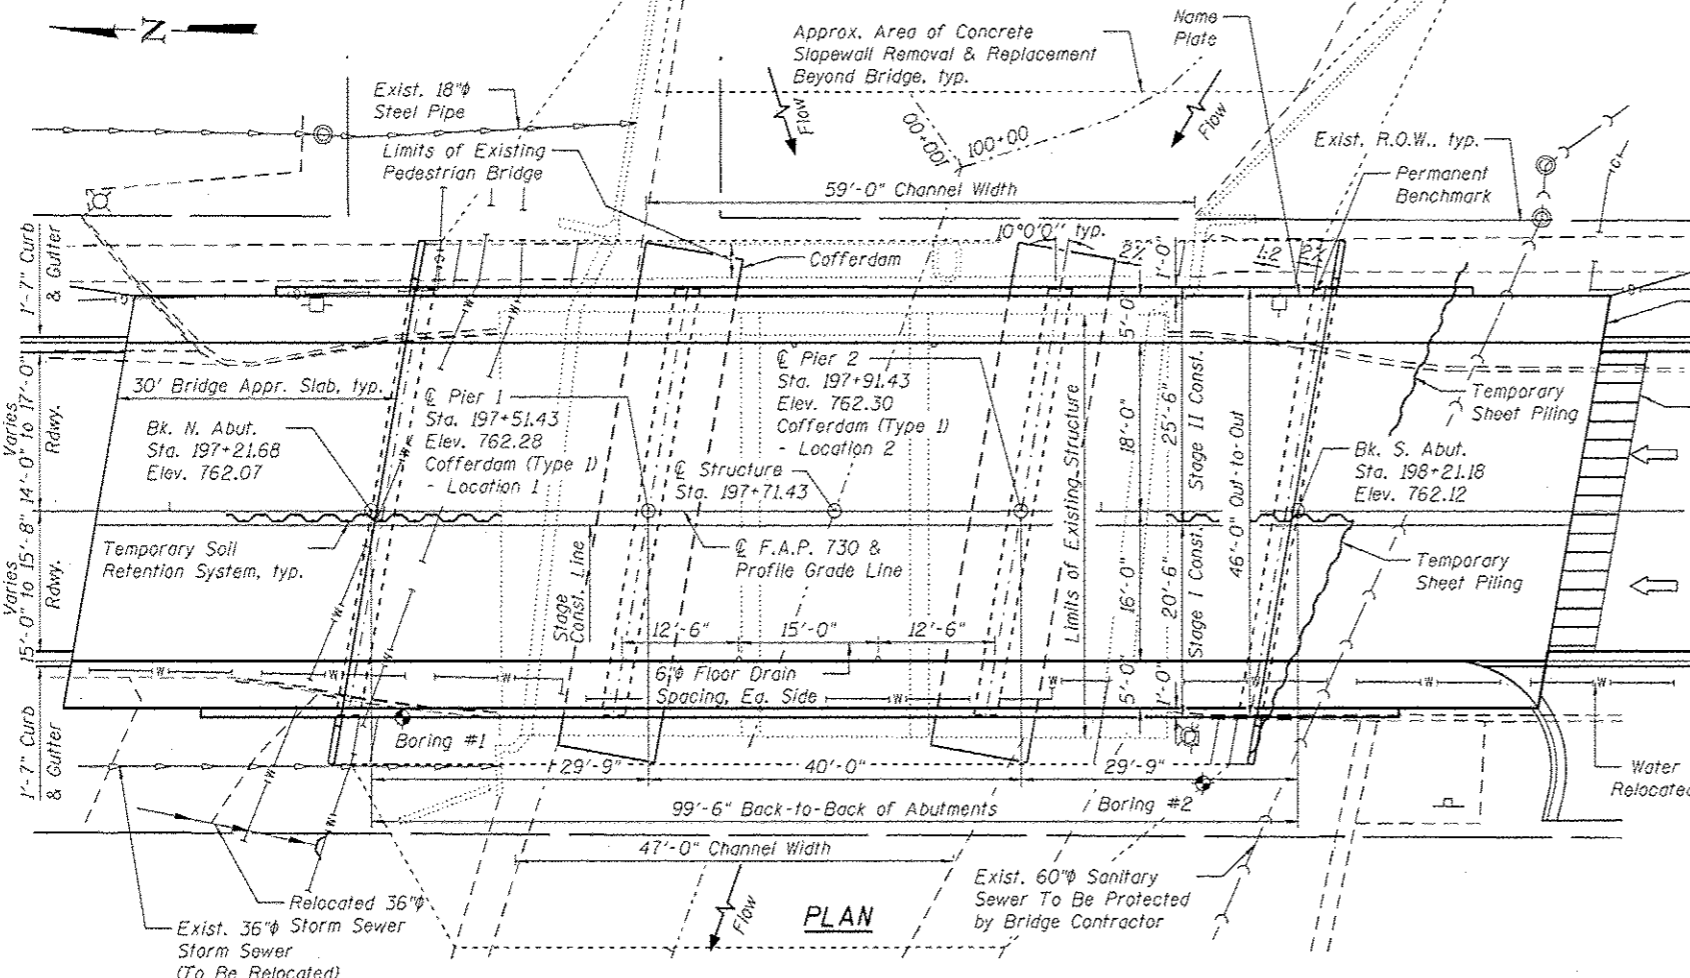 N
Approx. Area of Concrete
Slopewall Removal & Replacement
Beyond Bridge, typ.
Name
Plate
Exist. 18"φ
Steel Pipe
Flow
Flow
Limits of Existing
Pedestrian Bridge
100+00
100+00
Exist. R.O.W., typ.
Permanent
Benchmark
59'-0" Channel Width
10°0'0" typ.
Cofferdam
2%
1'-0
1:2
2%
1'-7" Curb
& Gutter
5'-0"
30' Bridge Appr. Slab, typ.
℄ Pier 1
Sta. 197+51.43
Elev. 762.28
Cofferdam (Type 1)
- Location 1
℄ Pier 2
Sta. 197+91.43
Elev. 762.30
Cofferdam (Type 1)
- Location 2
Bk. N. Abut.
Sta. 197+21.68
Elev. 762.07
℄ Structure
Sta. 197+71.43
Limits of Existing Structure
18'-0"
25'-6"
Stage II Const.
46'-0" Out-to-Out
Temporary
Sheet Piling
Bk. S. Abut.
Sta. 198+21.18
Elev. 762.12
Varies
14'-0" to 17'-0"
Rdwy.
Varies
15'-0" to 15'-8"
Rdwy.
Temporary Soil
Retention System, typ.
Stage
Const. Line
℄ F.A.P. 730 &
Profile Grade Line
16'-0"
20'-6"
Stage I Const.
Temporary
Sheet Piling
12'-6"
15'-0"
12'-6"
6"φ Floor Drain
Spacing, Ea. Side
5'-0"
1'-0"
1'-7" Curb
& Gutter
Boring #1
29'-9"
40'-0"
29'-9"
Boring #2
99'-6" Back-to-Back of Abutments
47'-0" Channel Width
Water
Relocated
Relocated 36"φ
Storm Sewer
Exist. 36"φ
Storm Sewer
(To Be Relocated)
Flow
PLAN
Exist. 60"φ Sanitary
Sewer To Be Protected
by Bridge Contractor